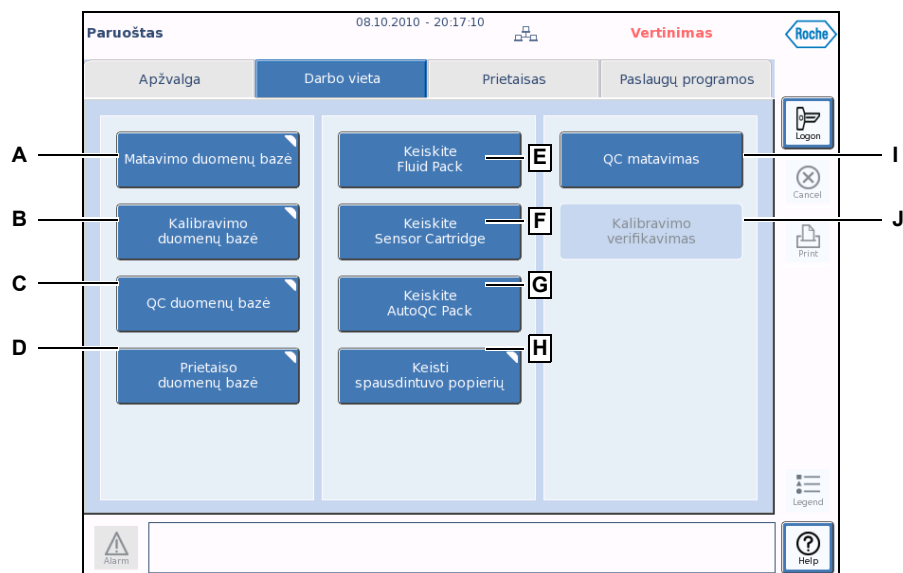 Paruoštas
08.10.2010 - 20:17:10
Vertinimas
Roche
Apžvalga
Darbo vieta
Prietaisas
Paslaugų programos
Logon
Cancel
Print
Legend
Help
A
Matavimo duomenų bazė
B
Kalibravimo
duomenų bazė
C
QC duomenų bazė
D
Prietaiso
duomenų bazė
Keiskite
Fluid Pack
E
Keiskite
Sensor Cartridge
F
Keiskite
AutoQC Pack
G
Keisti
spausdintuvo popierių
H
QC matavimas
I
Kalibravimo
verifikavimas
J
Alarm